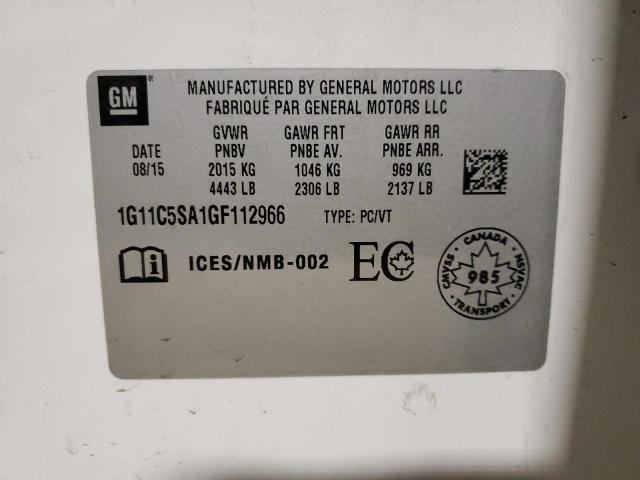 GM
MANUFACTURED BY GENERAL MOTORS LLC
FABRIQUÉ PAR GENERAL MOTORS LLC
GVWR GAWR FRT GAWR RR
DATE PNBV PNBE AV. PNBE ARR.
08/15 2015 KG 1046 KG 969 KG
4443 LB 2306 LB 2137 LB
1G11C5SA1GF112966 TYPE: PC/VT
i ICES/NMB-002 EC
CANADA
CMVSS 985 NSVAC
TRANSPORT